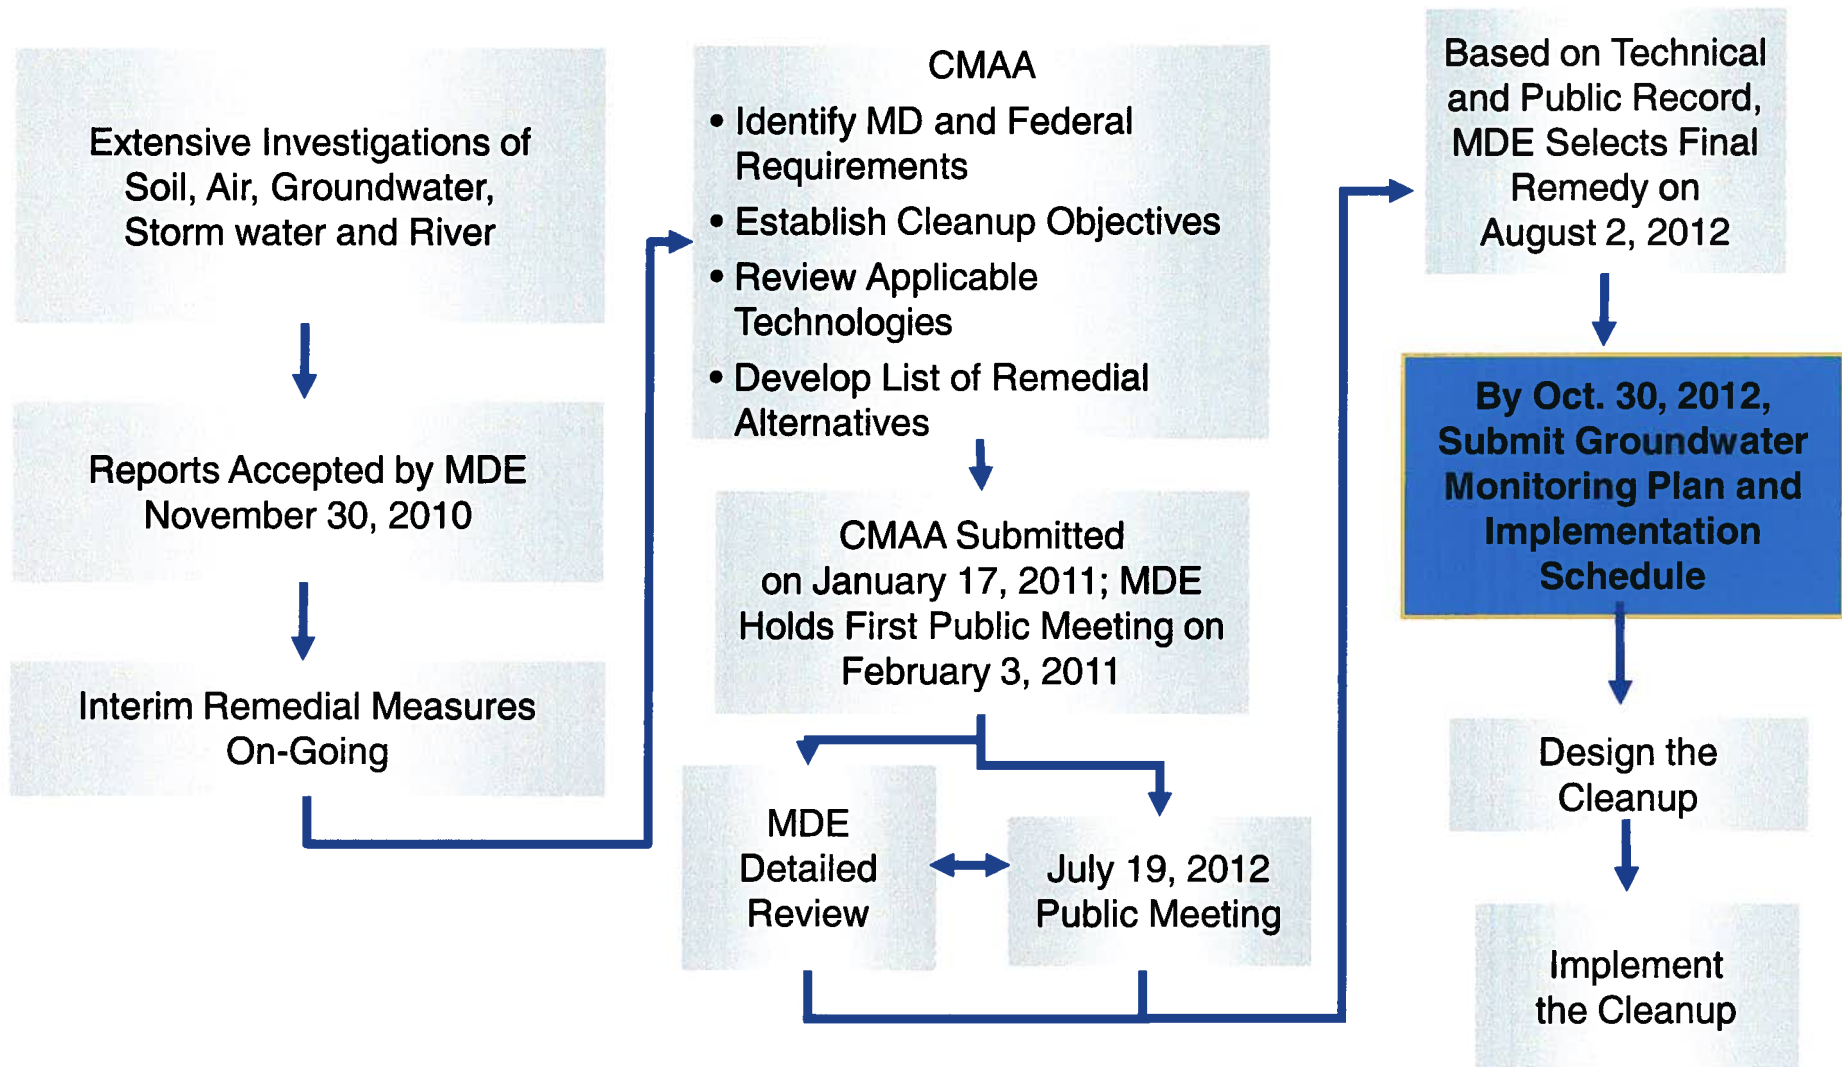 Extensive Investigations of
Soil, Air, Groundwater,
Storm water and River
Reports Accepted by MDE
November 30, 2010
Interim Remedial Measures
On-Going
CMAA
• Identify MD and Federal
Requirements
• Establish Cleanup Objectives
• Review Applicable
Technologies
• Develop List of Remedial
Alternatives
CMAA Submitted
on January 17, 2011; MDE
Holds First Public Meeting on
February 3, 2011
MDE
Detailed
Review
July 19, 2012
Public Meeting
Based on Technical
and Public Record,
MDE Selects Final
Remedy on
August 2, 2012
By Oct. 30, 2012,
Submit Groundwater
Monitoring Plan and
Implementation
Schedule
Design the
Cleanup
Implement
the Cleanup